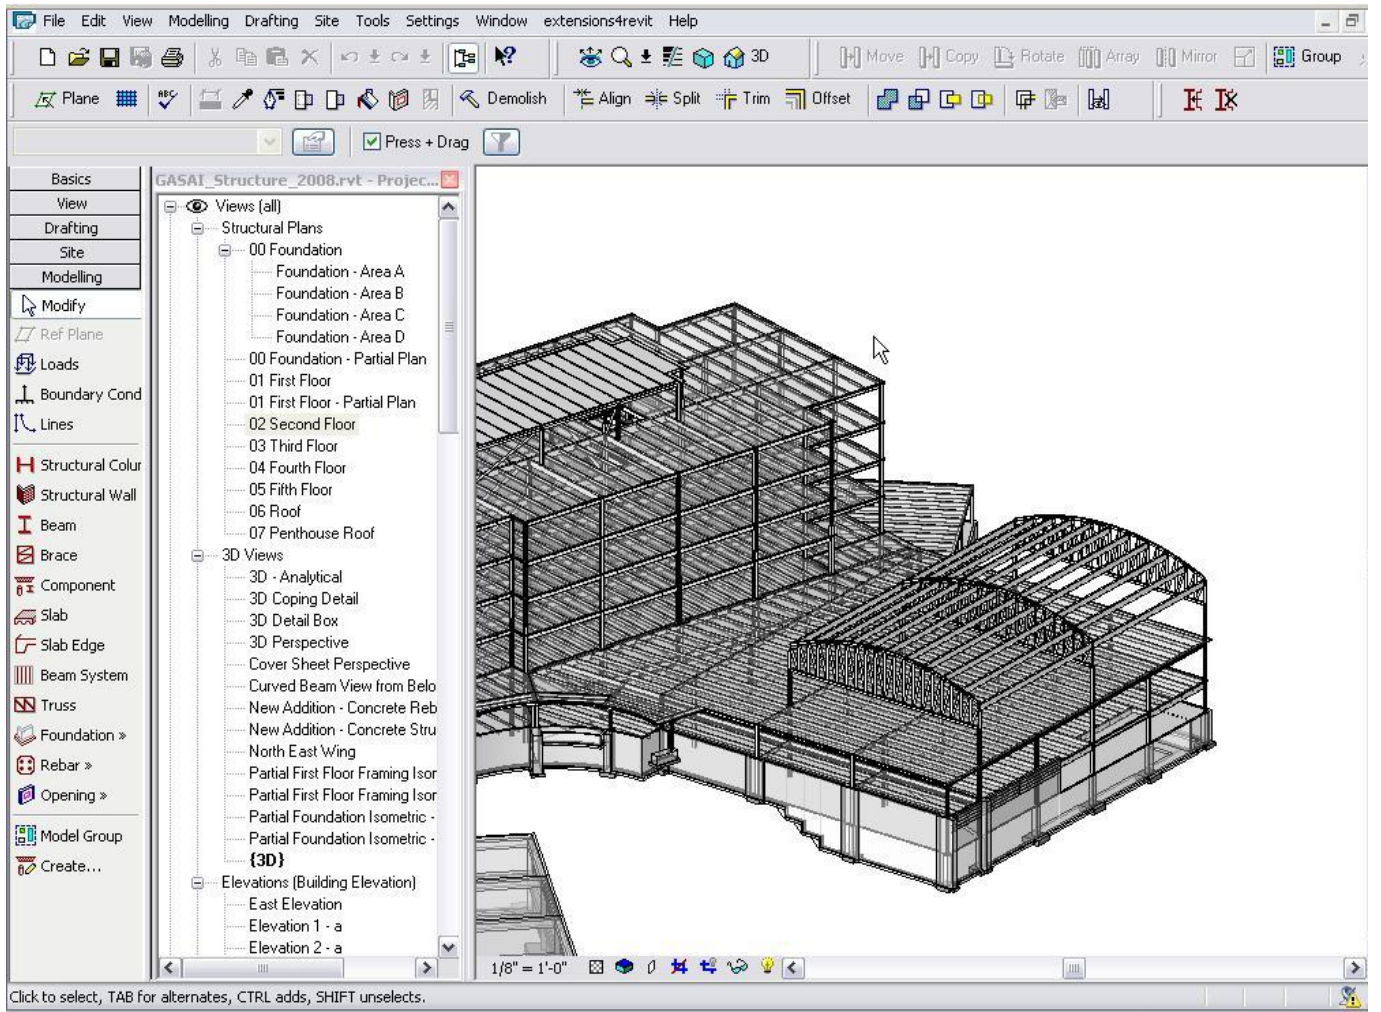 File Edit View Modelling Drafting Site Tools Settings Window extensions4revit Help
3D Move Copy Rotate Array Mirror Group
Plane ABC Demolish Align Split Trim Offset
Press + Drag
Basics
View
Drafting
Site
Modelling
Modify
Ref Plane
Loads
Boundary Cond
Lines
Structural Colur
Structural Wall
Beam
Brace
Component
Slab
Slab Edge
Beam System
Truss
Foundation »
Rebar »
Opening »
Model Group
Create...
GASAI_Structure_2008.rvt - Projec...
Views (all)
Structural Plans
00 Foundation
Foundation - Area A
Foundation - Area B
Foundation - Area C
Foundation - Area D
00 Foundation - Partial Plan
01 First Floor
01 First Floor - Partial Plan
02 Second Floor
03 Third Floor
04 Fourth Floor
05 Fifth Floor
06 Roof
07 Penthouse Roof
3D Views
3D - Analytical
3D Coping Detail
3D Detail Box
3D Perspective
Cover Sheet Perspective
Curved Beam View from Belo
New Addition - Concrete Reb
New Addition - Concrete Stru
North East Wing
Partial First Floor Framing Isor
Partial First Floor Framing Isor
Partial Foundation Isometric -
Partial Foundation Isometric -
{3D}
Elevations (Building Elevation)
East Elevation
Elevation 1 - a
Elevation 2 - a
1/8" = 1'-0"
Click to select, TAB for alternates, CTRL adds, SHIFT unselects.